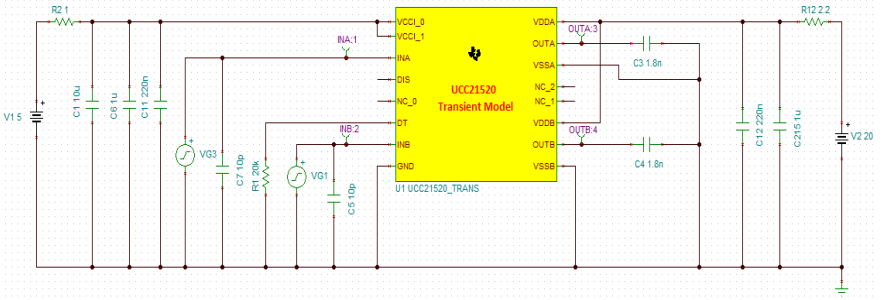 R2 1
R12 2.2
VCCI_0
VCCI_1
INA
DIS
NC_0
DT
INB
GND
VDDA
OUTA
VSSA
NC_2
NC_1
VDDB
OUTB
VSSB
UCC21520
Transient Model
U1 UCC21520_TRANS
INA:1
INB:2
OUTA:3
OUTB:4
C3 1.8n
C4 1.8n
V1 5
+
C1 10u
C6 1u
C11 220n
VG3
+
C7 10p
R1 20k
VG1
+
C5 10p
C12 220n
C215 1u
V2 20
+